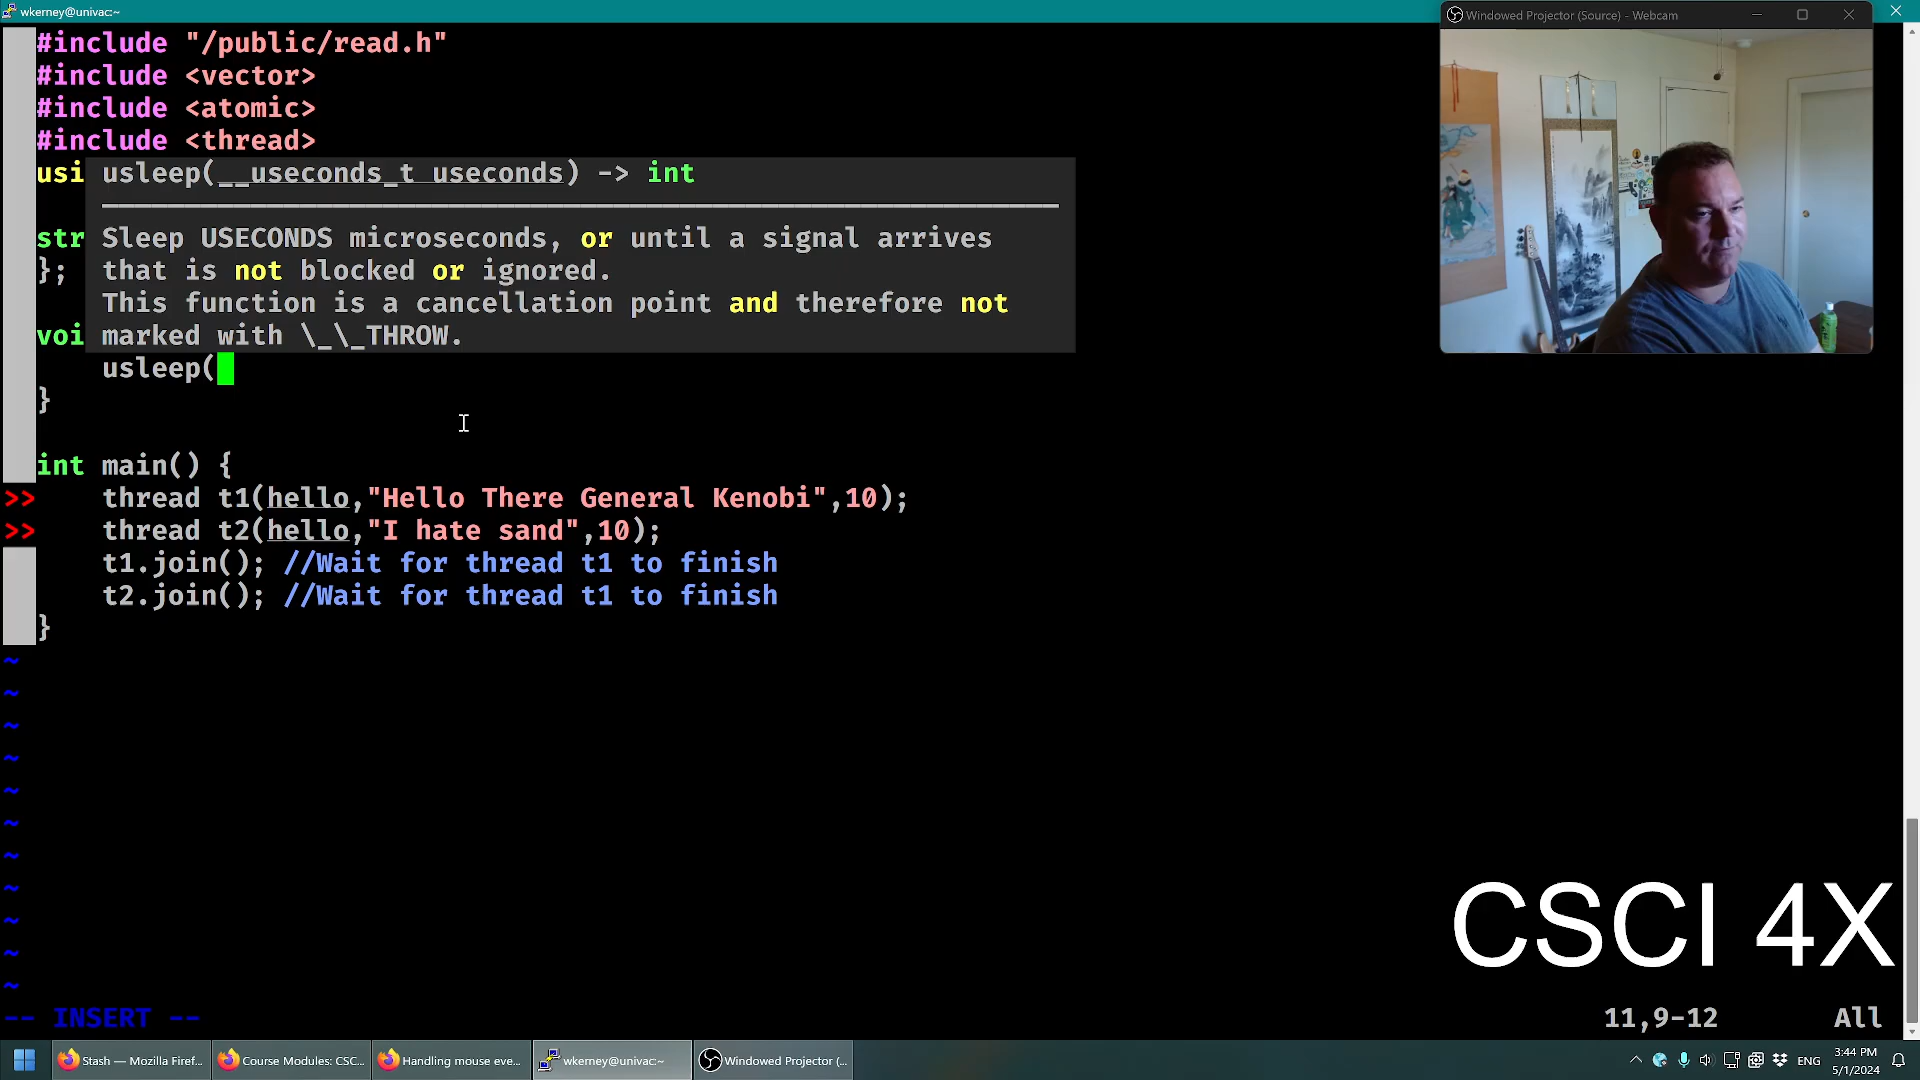 wkerney@univac:~
Windowed Projector (Source) - Webcam
#include "/public/read.h"
#include <vector>
#include <atomic>
#include <thread>
usi usleep(__useconds_t useconds) -> int
str Sleep USECONDS microseconds, or until a signal arrives
}; that is not blocked or ignored.
This function is a cancellation point and therefore not
voi marked with \_\_THROW.
usleep(
}
int main() {
>> thread t1(hello,"Hello There General Kenobi",10);
>> thread t2(hello,"I hate sand",10);
t1.join(); //Wait for thread t1 to finish
t2.join(); //Wait for thread t1 to finish
}
~
~
~
~
~
~
~
~
~
~
~
CSCI 4X
-- INSERT --
11,9-12
All
Stash — Mozilla Firef...
Course Modules: CSC...
Handling mouse eve...
wkerney@univac:~
Windowed Projector (...
ENG
3:44 PM
5/1/2024